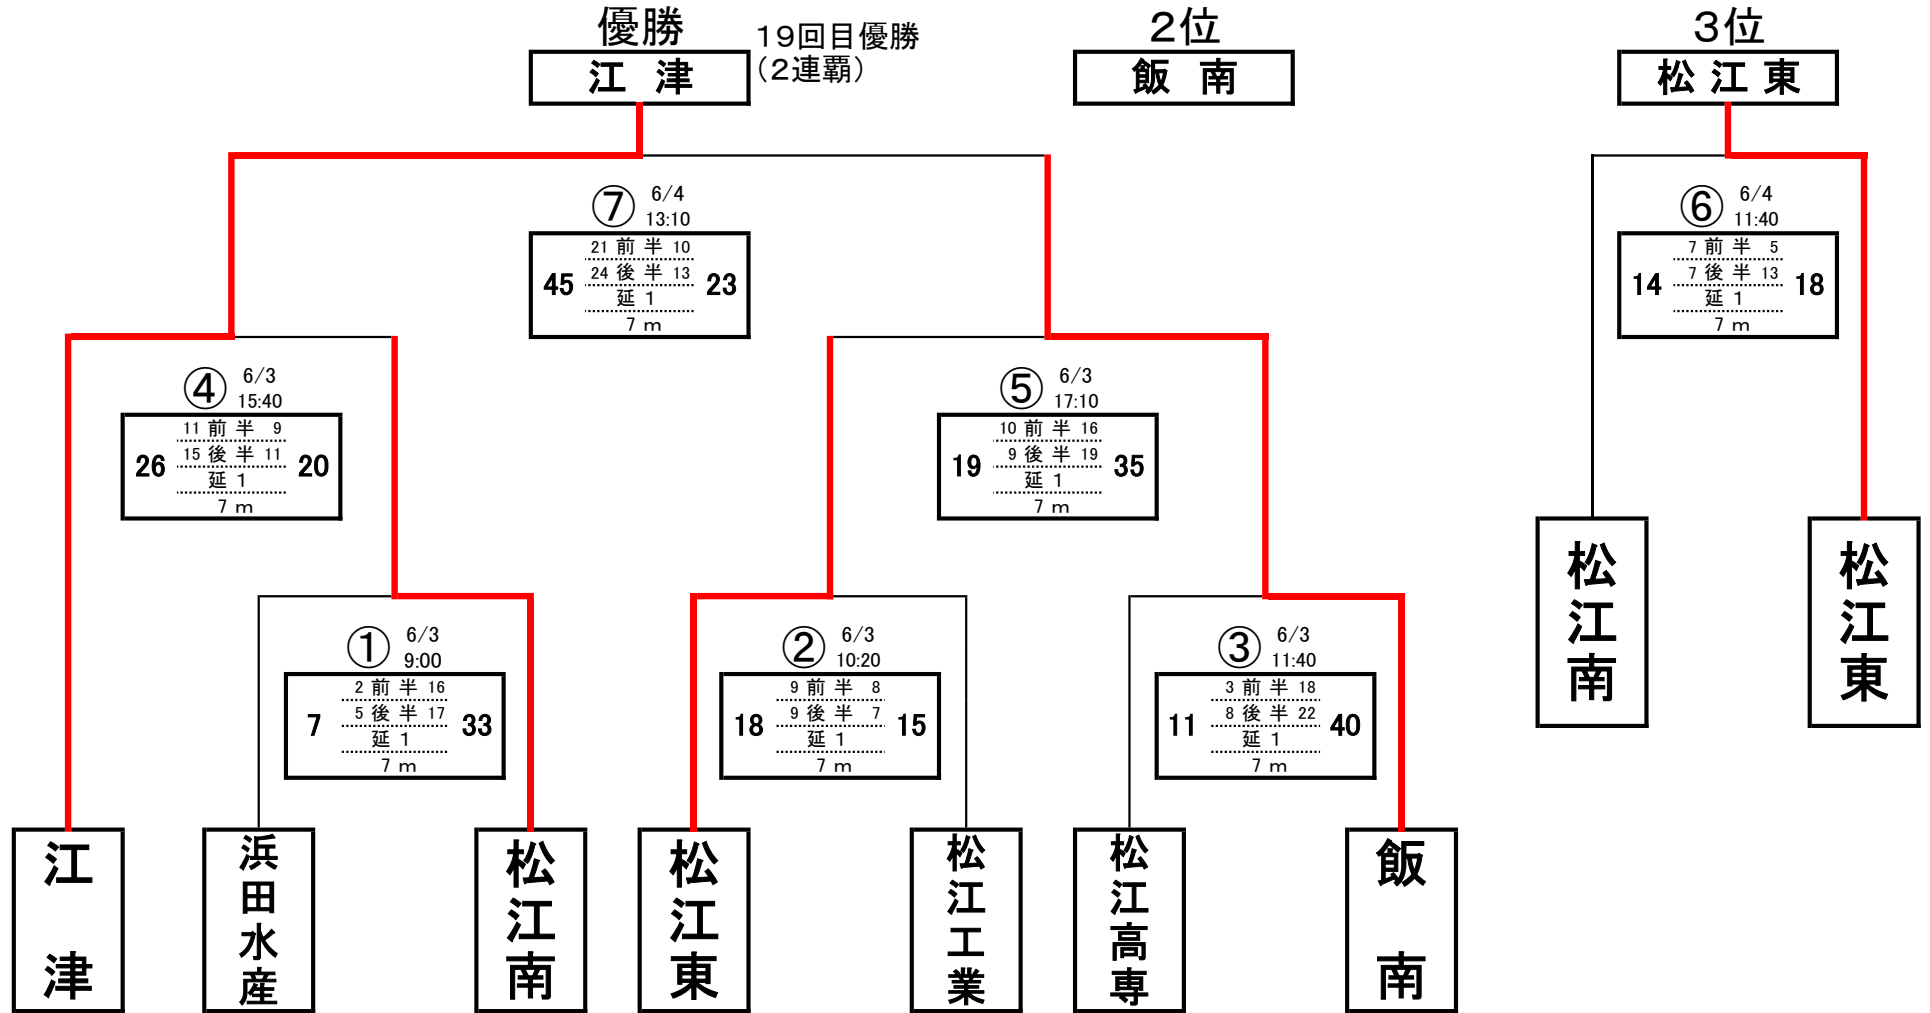 優勝
19回目優勝
(2連覇)
江津
2位
飯南
3位
松江東
⑦ 6/4
13:10
21 前半 10
45 24 後半 13 23
延1
7m
⑥ 6/4
11:40
7 前半 5
14 7 後半 13 18
延1
7m
④ 6/3
15:40
11 前半 9
26 15 後半 11 20
延1
7m
⑤ 6/3
17:10
10 前半 16
19 9 後半 19 35
延1
7m
松江南
松江東
① 6/3
9:00
2 前半 16
7 5 後半 17 33
延1
7m
② 6/3
10:20
9 前半 8
18 9 後半 7 15
延1
7m
③ 6/3
11:40
3 前半 18
11 8 後半 22 40
延1
7m
江津
浜田水産
松江南
松江東
松江工業
松江高専
飯南